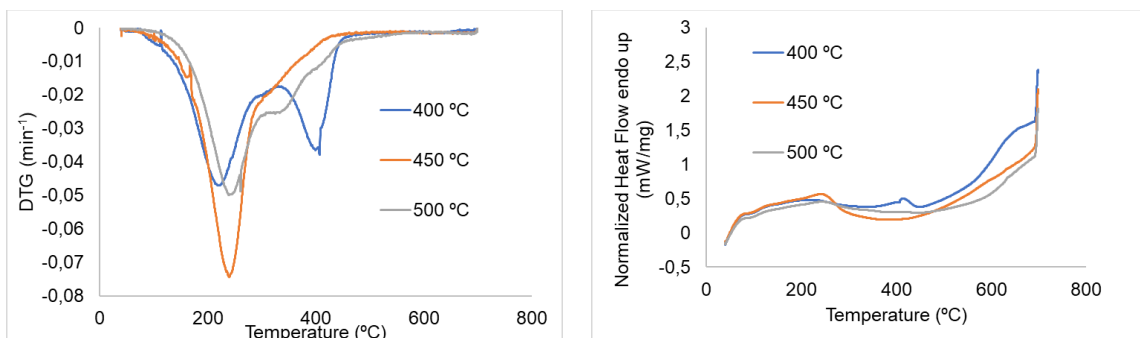 DTG (min⁻¹)
0
-0,01
-0,02
-0,03
-0,04
-0,05
-0,06
-0,07
-0,08
0
200
400
600
800
Temperature (ºC)
400 ºC
450 ºC
500 ºC
Normalized Heat Flow endo up
(mW/mg)
3
2,5
2
1,5
1
0,5
0
-0,5
0
200
400
600
800
Temperature (ºC)
400 ºC
450 ºC
500 ºC